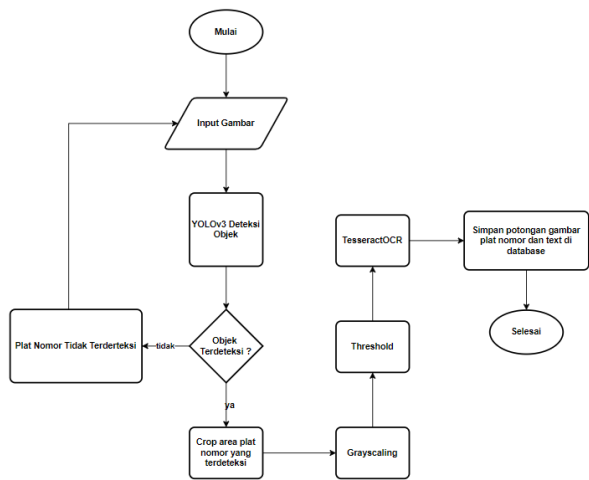 Mulai
Input Gambar
YOLOv3 Deteksi
Objek
Objek
Terdeteksi ?
tidak
Plat Nomor Tidak Terderteksi
ya
Crop area plat
nomor yang
terdeteksi
Grayscaling
Threshold
TesseractOCR
Simpan potongan gambar
plat nomor dan text di
database
Selesai